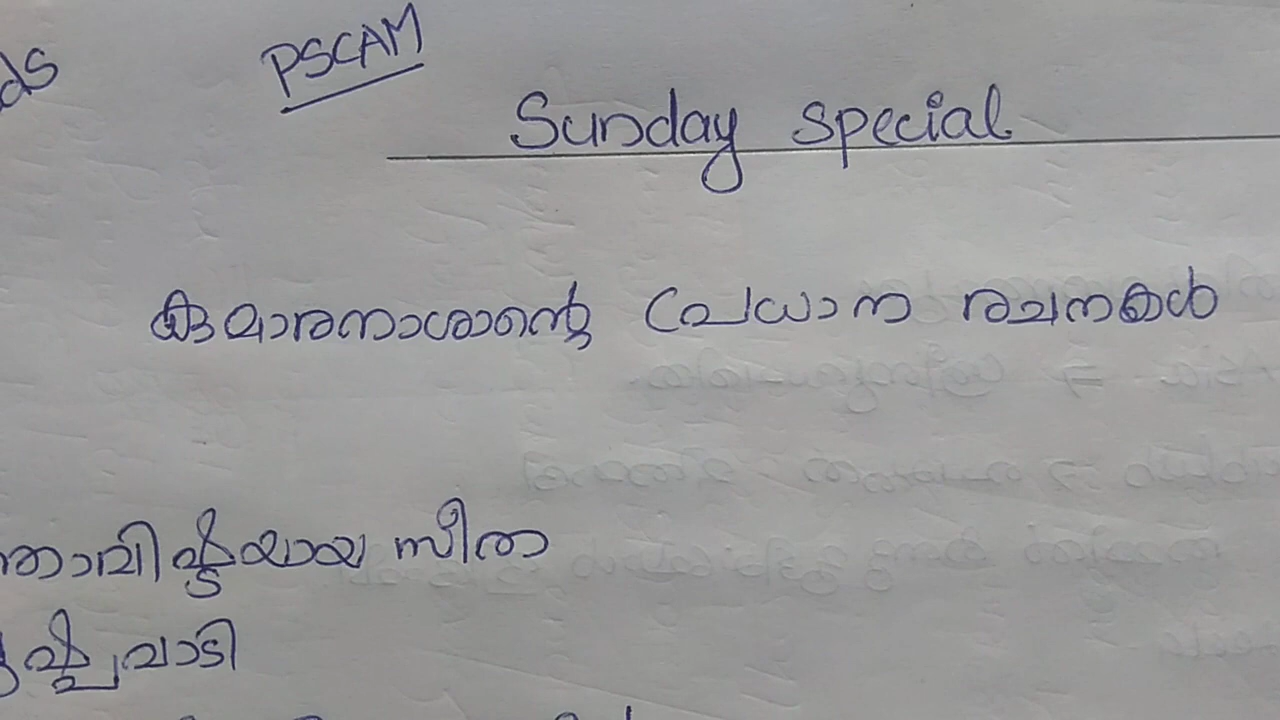 ds PSCAM
Sunday special
കുമാരനാശാന്റെ പ്രധാന രചനകൾ
ന്താവിഷ്ടയായ സീത
പുഷ്പവാടി